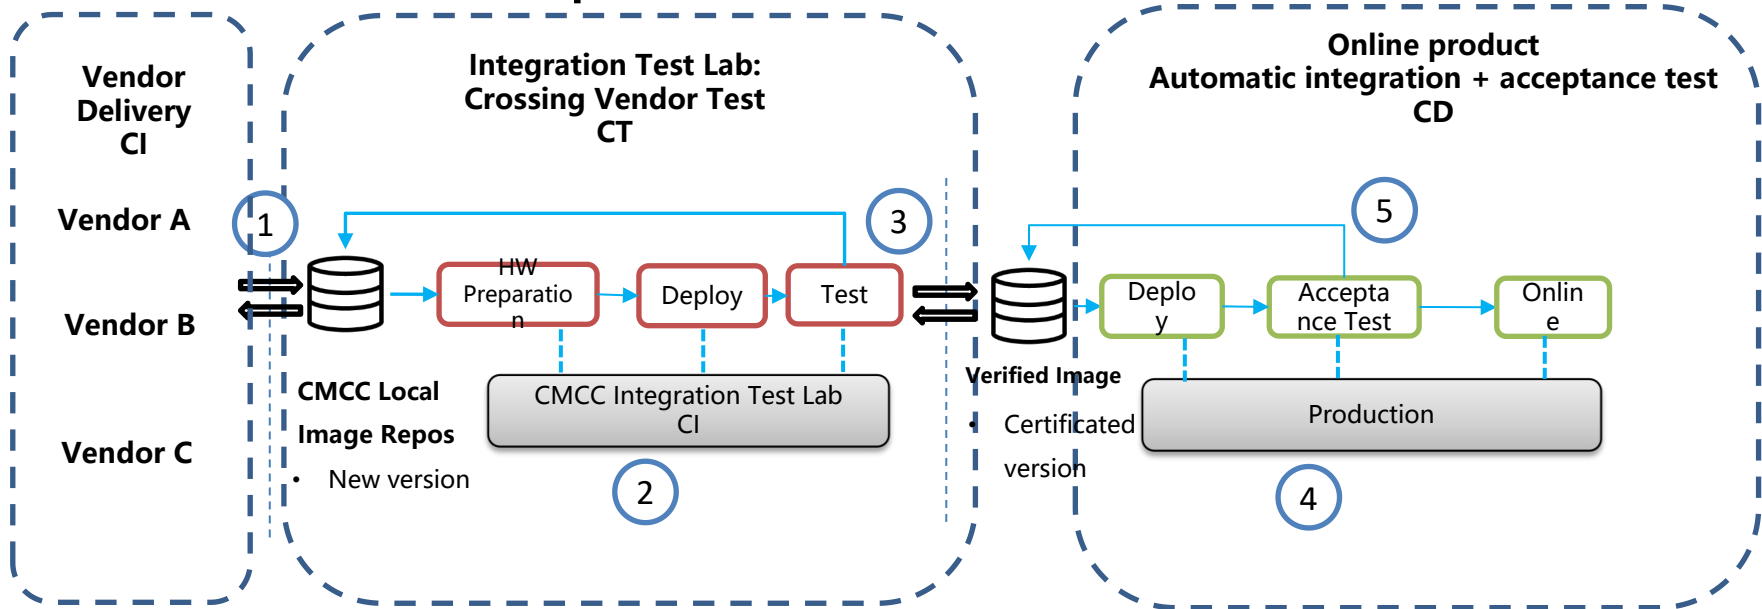 Vendor
Delivery
CI
Vendor A
Vendor B
Vendor C
1
Integration Test Lab:
Crossing Vendor Test
CT
3
HW
Preparatio
n
Deploy
Test
CMCC Local
Image Repos
• New version
CMCC Integration Test Lab
CI
2
Online product
Automatic integration + acceptance test
CD
5
Deplo
y
Accepta
nce Test
Onlin
e
Verified Image
• Certificated
version
Production
4